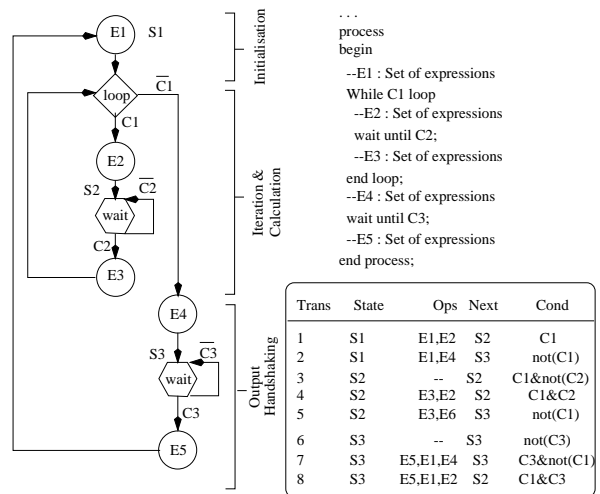 E1 S1
loop
C1
C1
E2
S2
C2
wait
C2
E3
E4
S3
C3
wait
C3
E5
Initialisation
Iteration &
Calculation
Output
Handshaking
. . .
process
begin
--E1 : Set of expressions
While C1 loop
--E2 : Set of expressions
wait until C2;
--E3 : Set of expressions
end loop;
--E4 : Set of expressions
wait until C3;
--E5 : Set of expressions
end process;
Trans State Ops Next Cond
1 S1 E1,E2 S2 C1
2 S1 E1,E4 S3 not(C1)
3 S2 -- S2 C1&not(C2)
4 S2 E3,E2 S2 C1&C2
5 S2 E3,E6 S3 not(C1)
6 S3 -- S3 not(C3)
7 S3 E5,E1,E4 S3 C3&not(C1)
8 S3 E5,E1,E2 S2 C1&C3